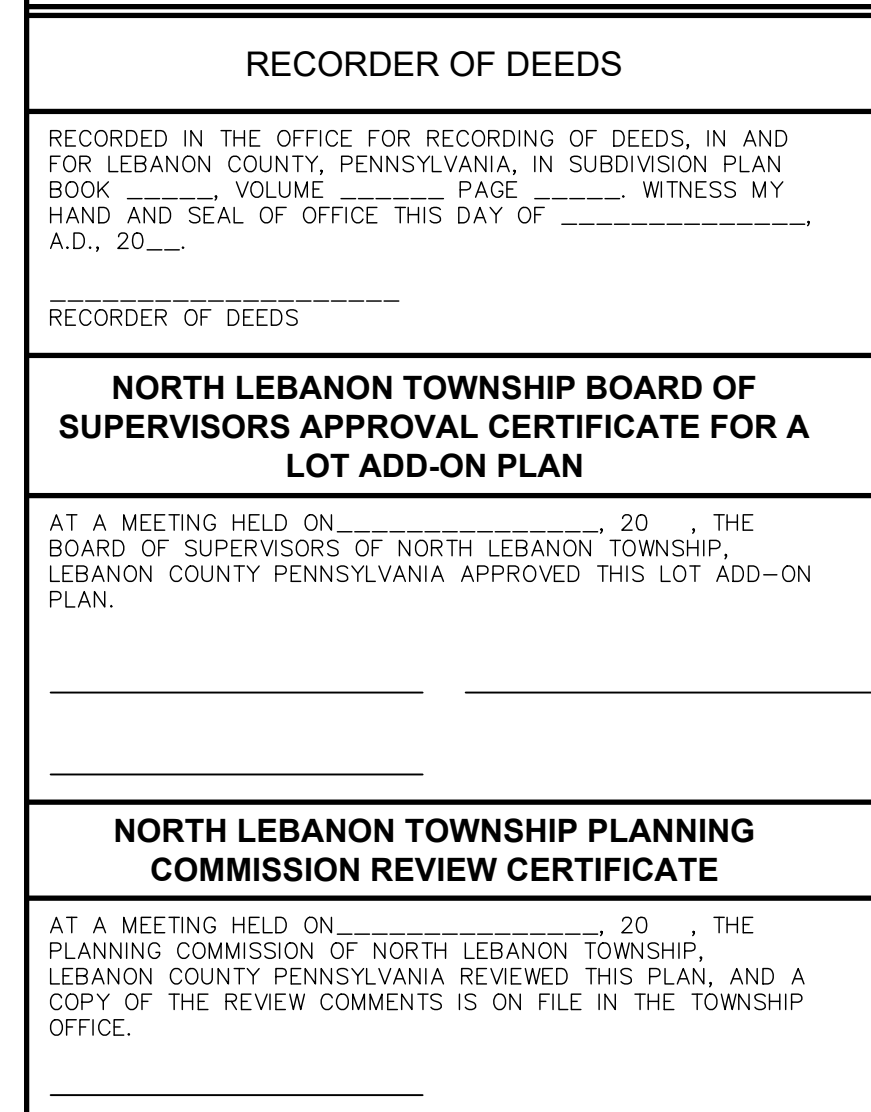 RECORDER OF DEEDS
RECORDED IN THE OFFICE FOR RECORDING OF DEEDS, IN AND
FOR LEBANON COUNTY, PENNSYLVANIA, IN SUBDIVISION PLAN
BOOK _____, VOLUME ______ PAGE _____. WITNESS MY
HAND AND SEAL OF OFFICE THIS DAY OF ______________,
A.D., 20__.
____________________
RECORDER OF DEEDS
NORTH LEBANON TOWNSHIP BOARD OF
SUPERVISORS APPROVAL CERTIFICATE FOR A
LOT ADD-ON PLAN
AT A MEETING HELD ON_______________, 20   , THE
BOARD OF SUPERVISORS OF NORTH LEBANON TOWNSHIP,
LEBANON COUNTY PENNSYLVANIA APPROVED THIS LOT ADD-ON
PLAN.
NORTH LEBANON TOWNSHIP PLANNING
COMMISSION REVIEW CERTIFICATE
AT A MEETING HELD ON_______________, 20   , THE
PLANNING COMMISSION OF NORTH LEBANON TOWNSHIP,
LEBANON COUNTY PENNSYLVANIA REVIEWED THIS PLAN, AND A
COPY OF THE REVIEW COMMENTS IS ON FILE IN THE TOWNSHIP
OFFICE.